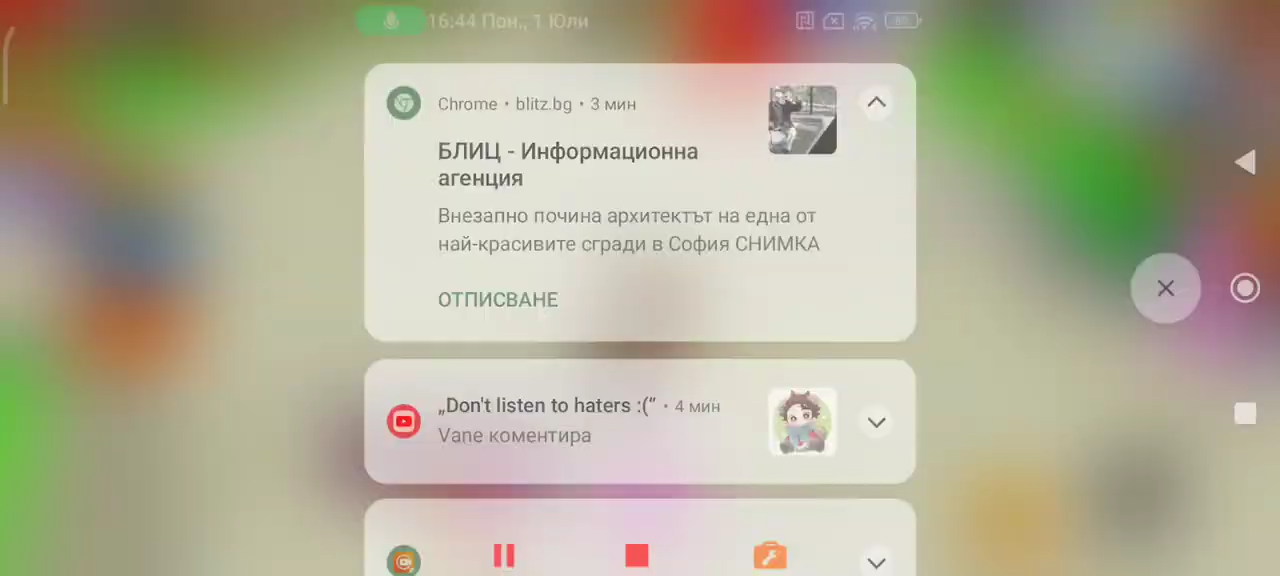 16:44 Пон., 1 Юли
89
Chrome • blitz.bg • 3 мин
БЛИЦ - Информационна
агенция
Внезапно почина архитектът на една от
най-красивите сгради в София СНИМКА
ОТПИСВАНЕ
„Don't listen to haters :(“ • 4 мин
Vane коментира